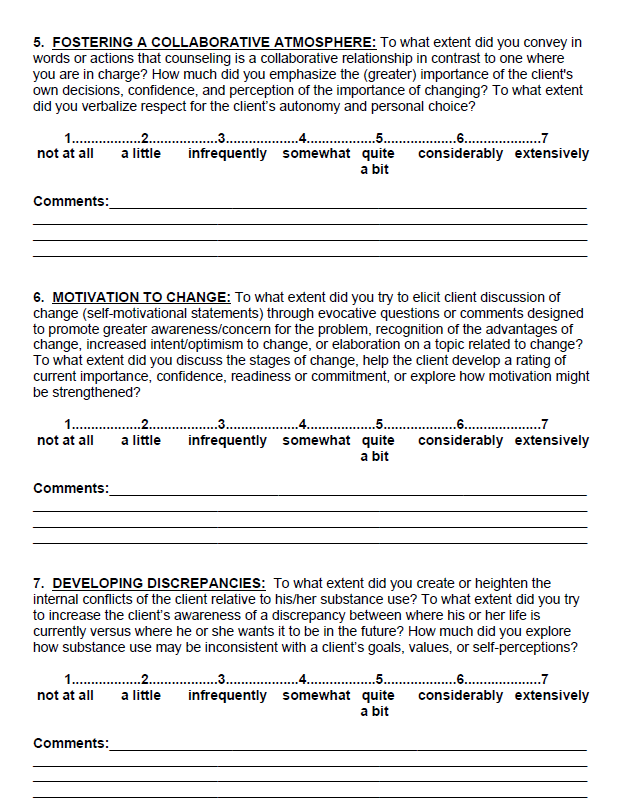 5.  FOSTERING A COLLABORATIVE ATMOSPHERE: To what extent did you convey in
words or actions that counseling is a collaborative relationship in contrast to one where
you are in charge? How much did you emphasize the (greater) importance of the client's
own decisions, confidence, and perception of the importance of changing? To what extent
did you verbalize respect for the client's autonomy and personal choice?
1.................2.................3..................4.................5..................6...................7
not at all a little infrequently somewhat quite considerably extensively
a bit
Comments:______________________________________________________________
________________________________________________________________________
________________________________________________________________________
________________________________________________________________________
6.  MOTIVATION TO CHANGE: To what extent did you try to elicit client discussion of
change (self-motivational statements) through evocative questions or comments designed
to promote greater awareness/concern for the problem, recognition of the advantages of
change, increased intent/optimism to change, or elaboration on a topic related to change?
To what extent did you discuss the stages of change, help the client develop a rating of
current importance, confidence, readiness or commitment, or explore how motivation might
be strengthened?
1.................2.................3..................4.................5..................6...................7
not at all a little infrequently somewhat quite considerably extensively
a bit
Comments:______________________________________________________________
________________________________________________________________________
________________________________________________________________________
________________________________________________________________________
7.  DEVELOPING DISCREPANCIES:  To what extent did you create or heighten the
internal conflicts of the client relative to his/her substance use? To what extent did you try
to increase the client's awareness of a discrepancy between where his or her life is
currently versus where he or she wants it to be in the future? How much did you explore
how substance use may be inconsistent with a client's goals, values, or self-perceptions?
1.................2.................3..................4.................5..................6...................7
not at all a little infrequently somewhat quite considerably extensively
a bit
Comments:______________________________________________________________
________________________________________________________________________
________________________________________________________________________
________________________________________________________________________